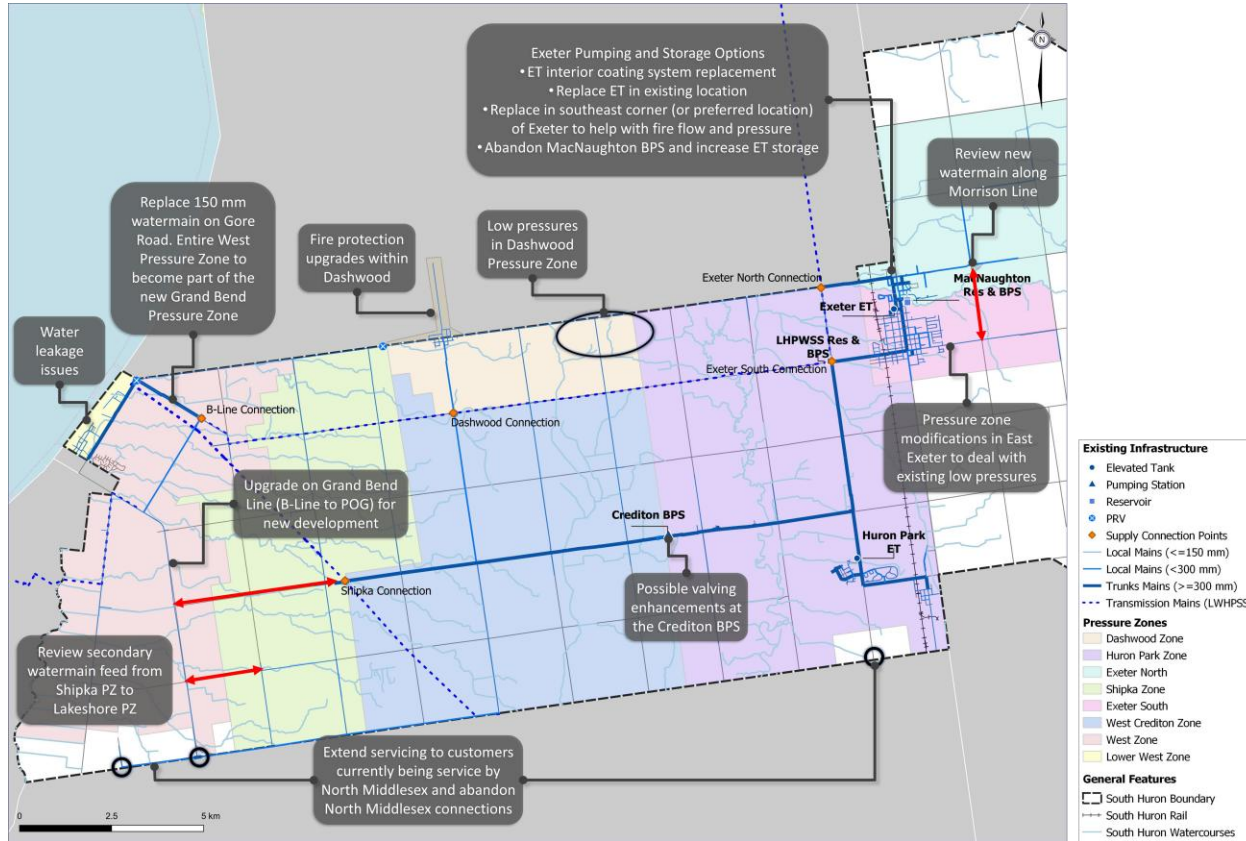 Exeter Pumping and Storage Options
•ET interior coating system replacement
•Replace ET in existing location
•Replace in southeast corner (or preferred location)
of Exeter to help with fire flow and pressure
•Abandon MacNaughton BPS and increase ET storage
N
Review new
watermain along
Morrison Line
Replace 150 mm
watermain on Gore
Road. Entire West
Pressure Zone to
become part of the
new Grand Bend
Pressure Zone
Fire protection
upgrades within
Dashwood
Low pressures
in Dashwood
Pressure Zone
Water
leakage
issues
Exeter North Connection
MacNaughton
Res & BPS
Exeter ET
LHPWSS Res &
BPS
Exeter South Connection
B-Line Connection
Dashwood Connection
Pressure zone
modifications in East
Exeter to deal with
existing low pressures
Upgrade on Grand Bend
Line (B-Line to POG) for
new development
Crediton BPS
Huron Park
ET
Shipka Connection
Possible valving
enhancements at
the Crediton BPS
Review secondary
watermain feed from
Shipka PZ to
Lakeshore PZ
Extend servicing to customers
currently being service by
North Middlesex and abandon
North Middlesex connections
0 2.5 5 km
Existing Infrastructure
Elevated Tank
Pumping Station
Reservoir
PRV
Supply Connection Points
Local Mains (<=150 mm)
Local Mains (<300 mm)
Trunks Mains (>=300 mm)
Transmission Mains (LWHPSS
Pressure Zones
Dashwood Zone
Huron Park Zone
Exeter North
Shipka Zone
Exeter South
West Crediton Zone
West Zone
Lower West Zone
General Features
South Huron Boundary
South Huron Rail
South Huron Watercourses